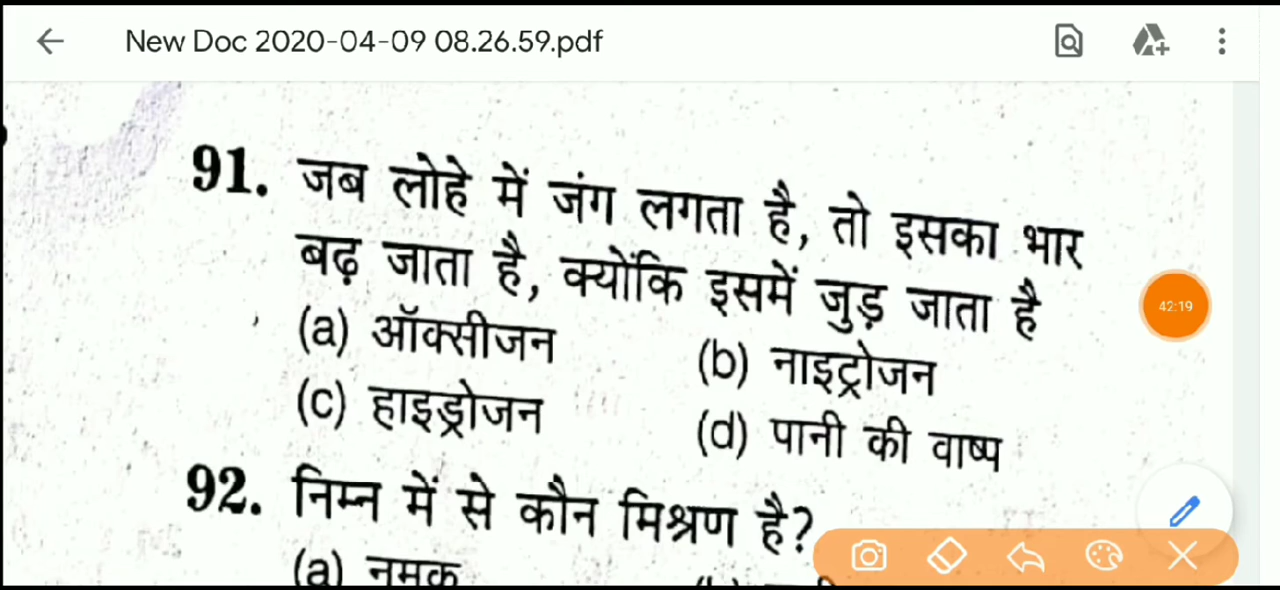 New Doc 2020-04-09 08.26.59.pdf
91. जब लोहे में जंग लगता है, तो इसका भार
बढ़ जाता है, क्योंकि इसमें जुड़ जाता है
42:19
(a) ऑक्सीजन (b) नाइट्रोजन
(c) हाइड्रोजन (d) पानी की वाष्प
92. निम्न में से कौन मिश्रण है?
(a) नमक